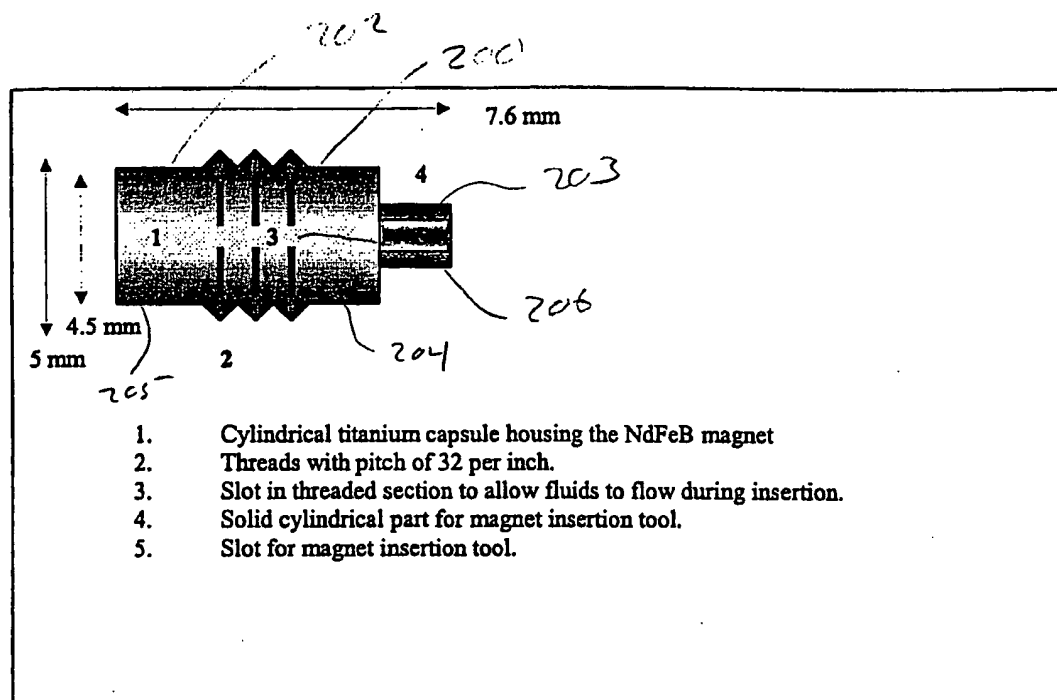 202
200
7.6 mm
4
203
1
3
206
4.5 mm
5 mm
2
204
205
1. Cylindrical titanium capsule housing the NdFeB magnet
2. Threads with pitch of 32 per inch.
3. Slot in threaded section to allow fluids to flow during insertion.
4. Solid cylindrical part for magnet insertion tool.
5. Slot for magnet insertion tool.